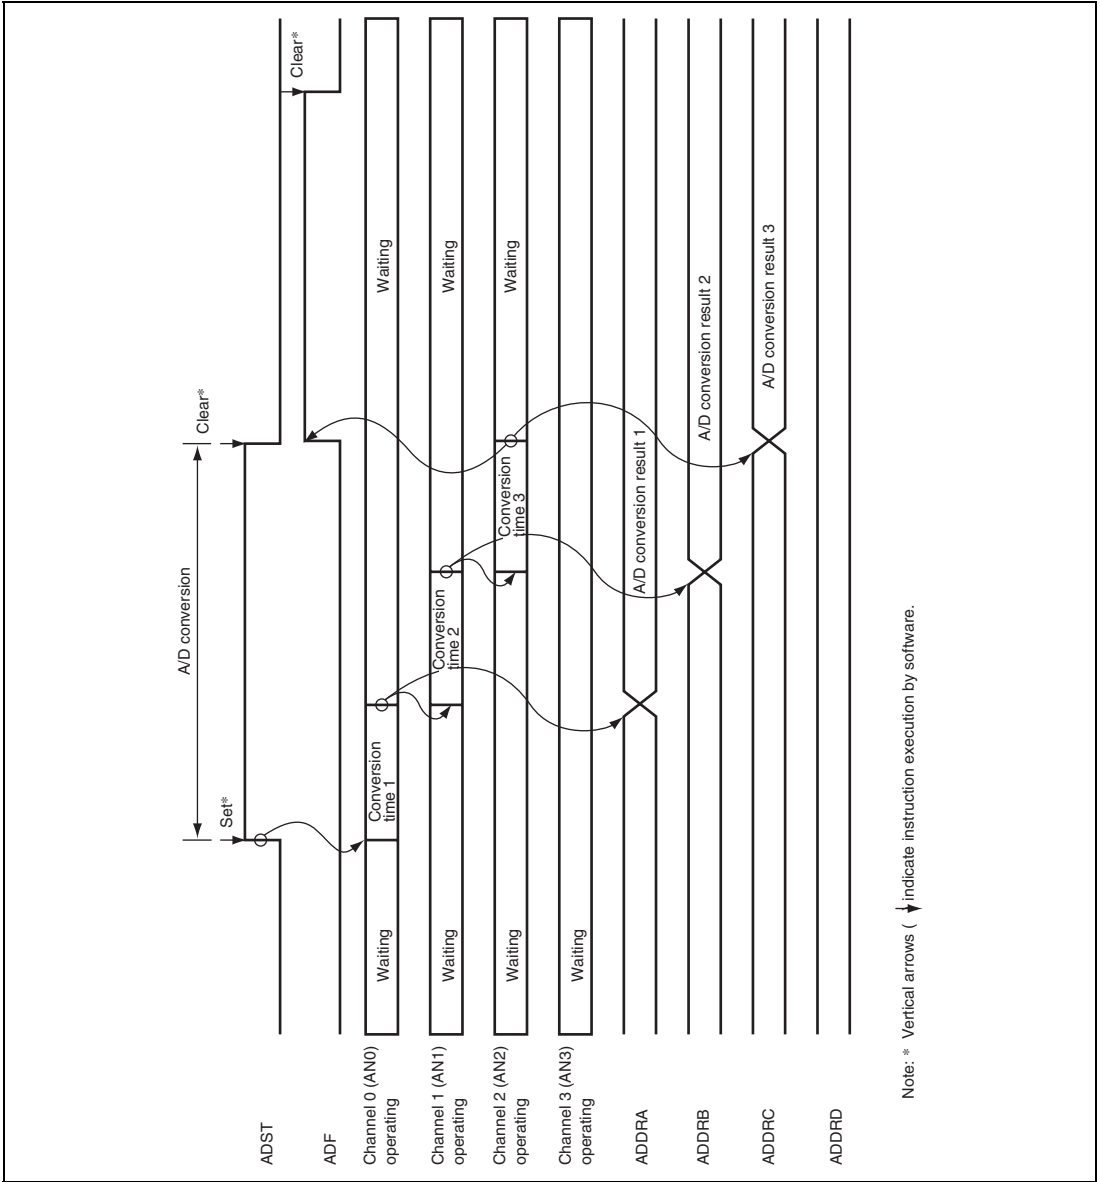 A/D conversion
Set*
Clear*
Clear*
ADST
ADF
Channel 0 (AN0)
operating
Waiting
Conversion
time 1
Waiting
Channel 1 (AN1)
operating
Waiting
Conversion
time 2
Waiting
Channel 2 (AN2)
operating
Waiting
Conversion
time 3
Waiting
Channel 3 (AN3)
operating
Waiting
ADDRA
A/D conversion result 1
ADDRB
A/D conversion result 2
ADDRC
A/D conversion result 3
ADDRD
Note: * Vertical arrows ( indicate instruction execution by software.